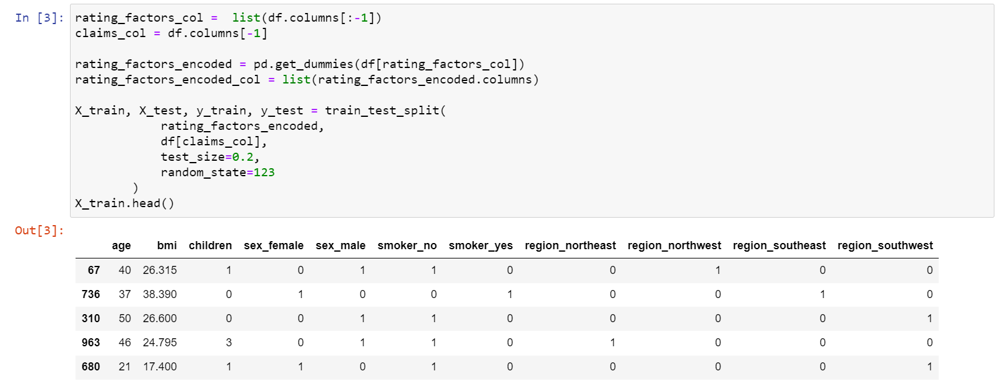 In [3]: rating_factors_col =  list(df.columns[:-1])
claims_col = df.columns[-1]
rating_factors_encoded = pd.get_dummies(df[rating_factors_col])
rating_factors_encoded_col = list(rating_factors_encoded.columns)
X_train, X_test, y_train, y_test = train_test_split(
            rating_factors_encoded,
            df[claims_col],
            test_size=0.2,
            random_state=123
        )
X_train.head()
Out[3]:
age bmi children sex_female sex_male smoker_no smoker_yes region_northeast region_northwest region_southeast region_southwest
67 40 26.315 1 0 1 1 0 0 1 0 0
736 37 38.390 0 1 0 0 1 0 0 1 0
310 50 26.600 0 0 1 1 0 0 0 0 1
963 46 24.795 3 0 1 1 0 1 0 0 0
680 21 17.400 1 1 0 1 0 0 0 0 1